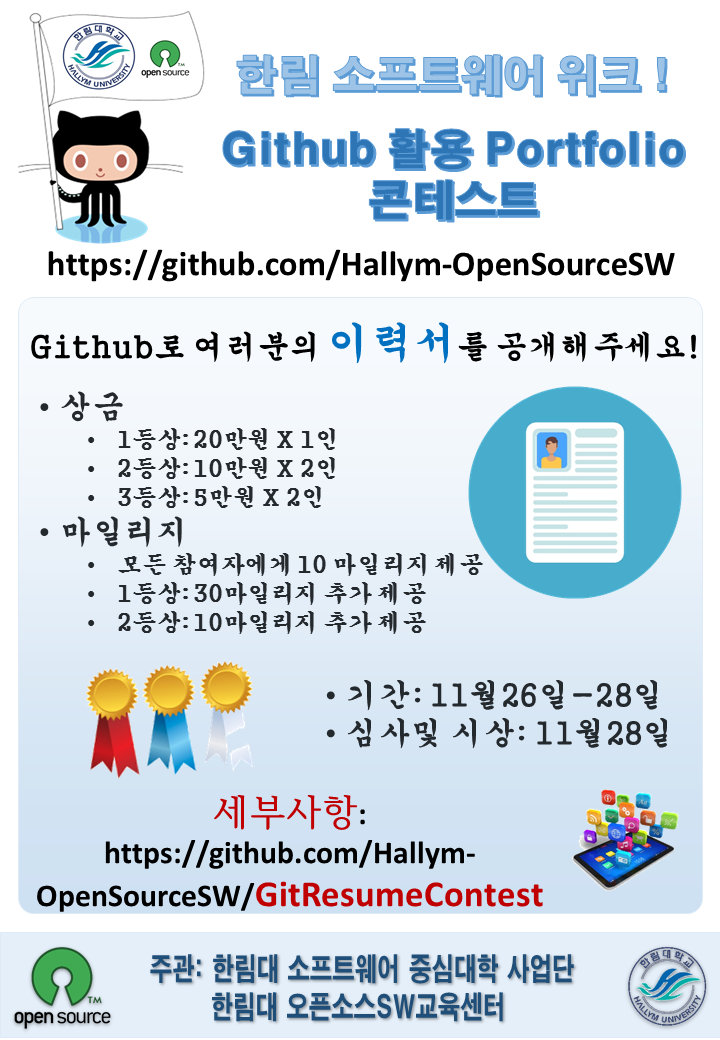 한림대학교
HALLYM UNIVERSITY
open source
TM
한림 소프트웨어 위크 !
Github 활용 Portfolio
콘테스트
https://github.com/Hallym-OpenSourceSW
Github로 여러분의 이력서를 공개해주세요!
• 상금
• 1등상:20만원 X 1인
• 2등상:10만원 X 2인
• 3등상:5만원 X 2인
• 마일리지
• 모든 참여자에게 10 마일리지 제공
• 1등상:30마일리지 추가 제공
• 2등상:10마일리지 추가 제공
• 기간: 11월26일-28일
• 심사및 시상: 11월28일
세부사항:
https://github.com/Hallym-
OpenSourceSW/GitResumeContest
주관: 한림대 소프트웨어 중심대학 사업단
한림대 오픈소스SW교육센터
TM
open source
한림대학교
HALLYM UNIVERSITY